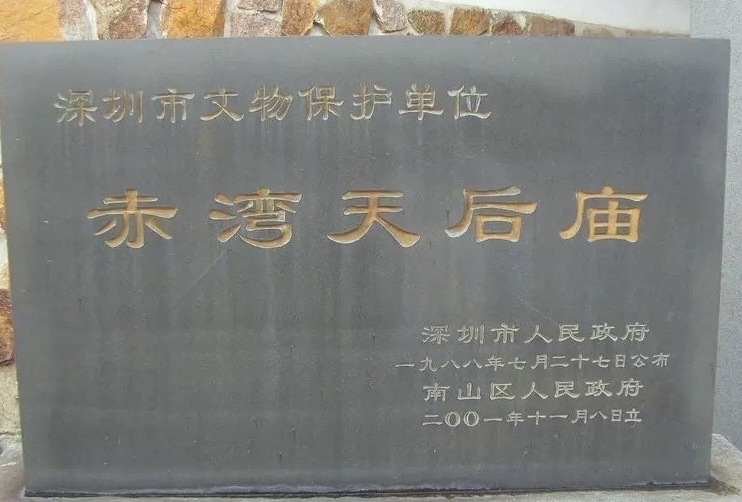 深圳市文物保护单位
赤湾天后庙
深圳市人民政府
一九八八年七月二十七日公布
南山区人民政府
二〇〇一年十一月八日立